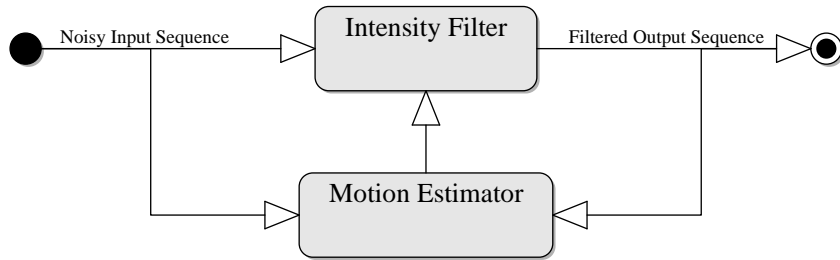 Intensity Filter
Noisy Input Sequence
Filtered Output Sequence
Motion Estimator